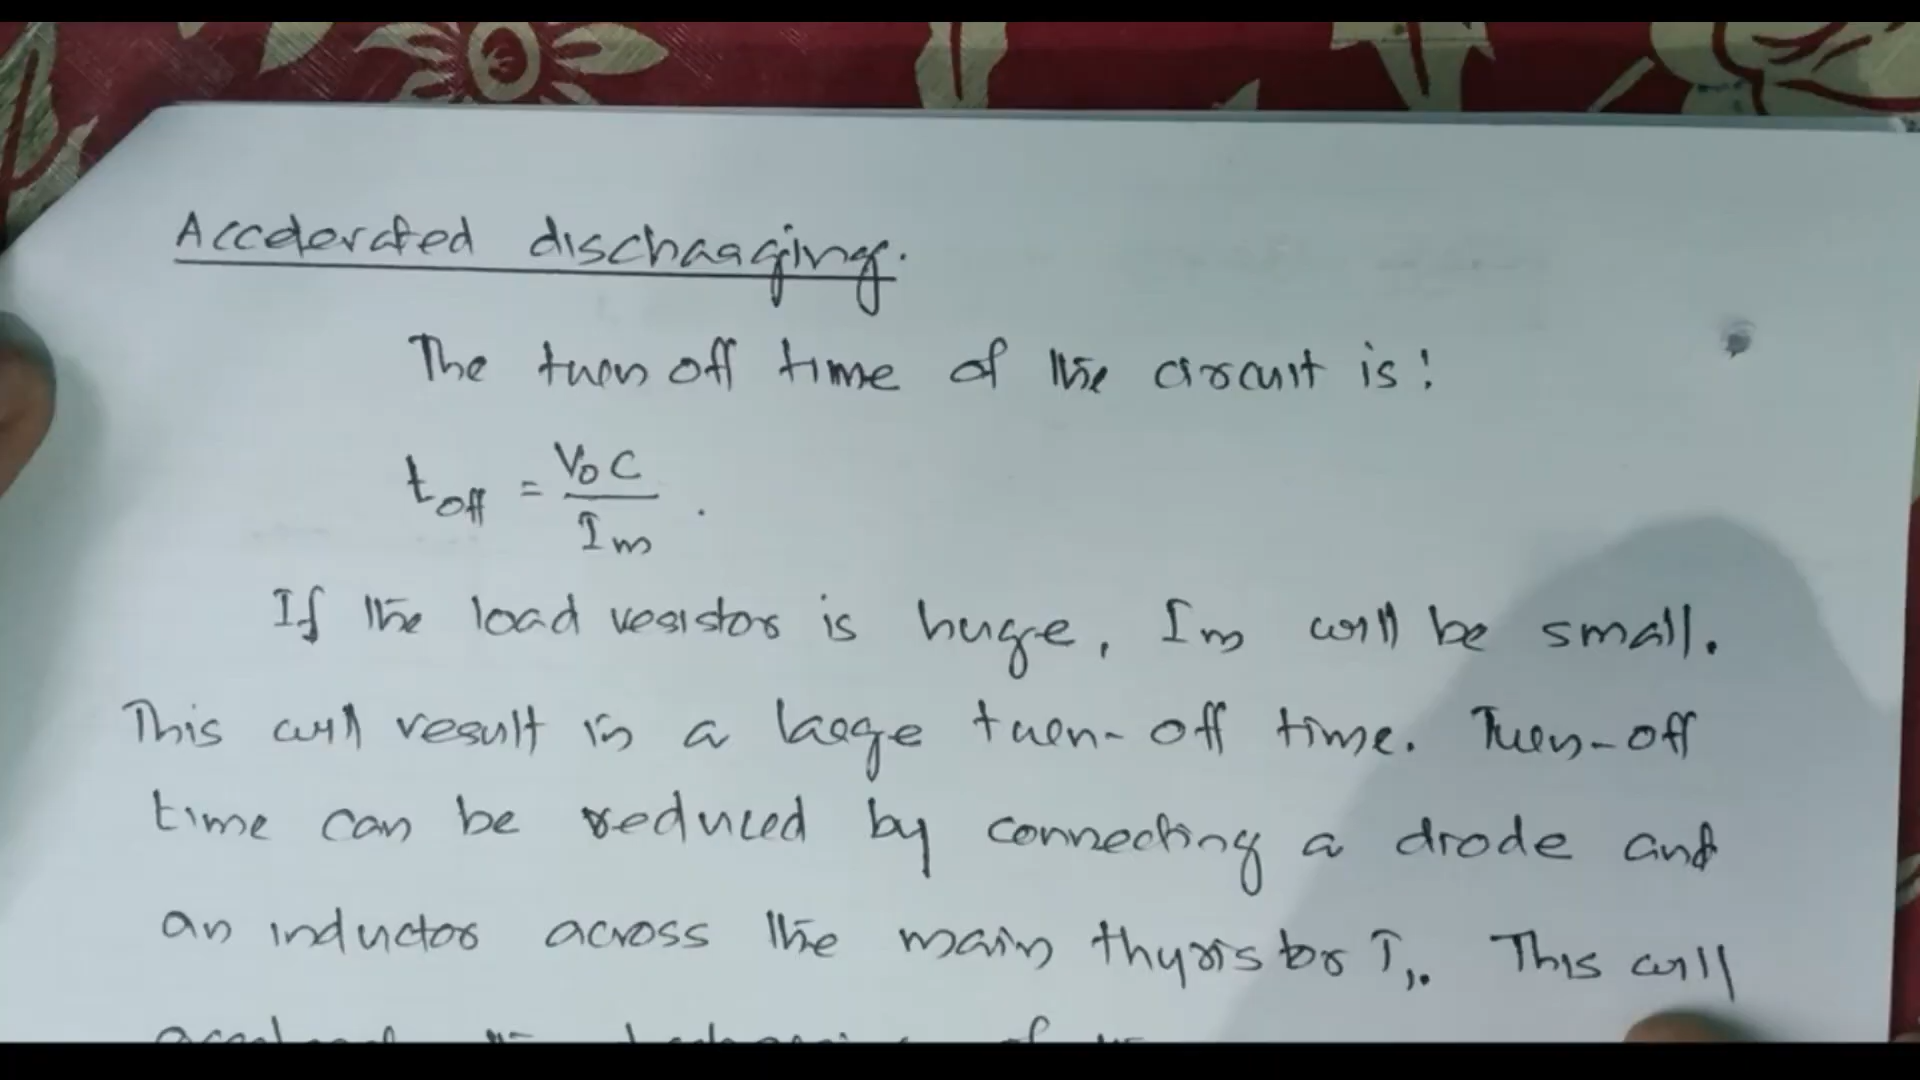 Accelerated discharging.
The turn off time of the circuit is:
t_off = V₀C / I_m .
If the load resistor is huge, I_m will be small.
This will result in a large turn-off time. Turn-off
time can be reduced by connecting a diode and
an inductor across the main thyristor T₁. This will